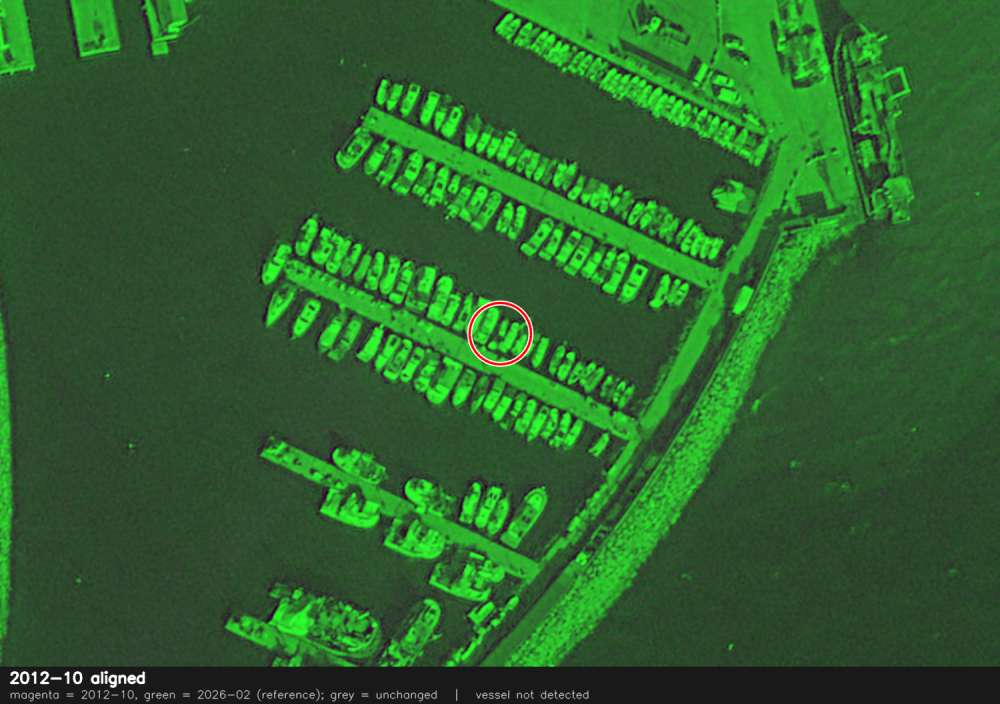 2012-10 aligned
magenta = 2012-10, green = 2026-02 (reference); grey = unchanged | vessel not detected